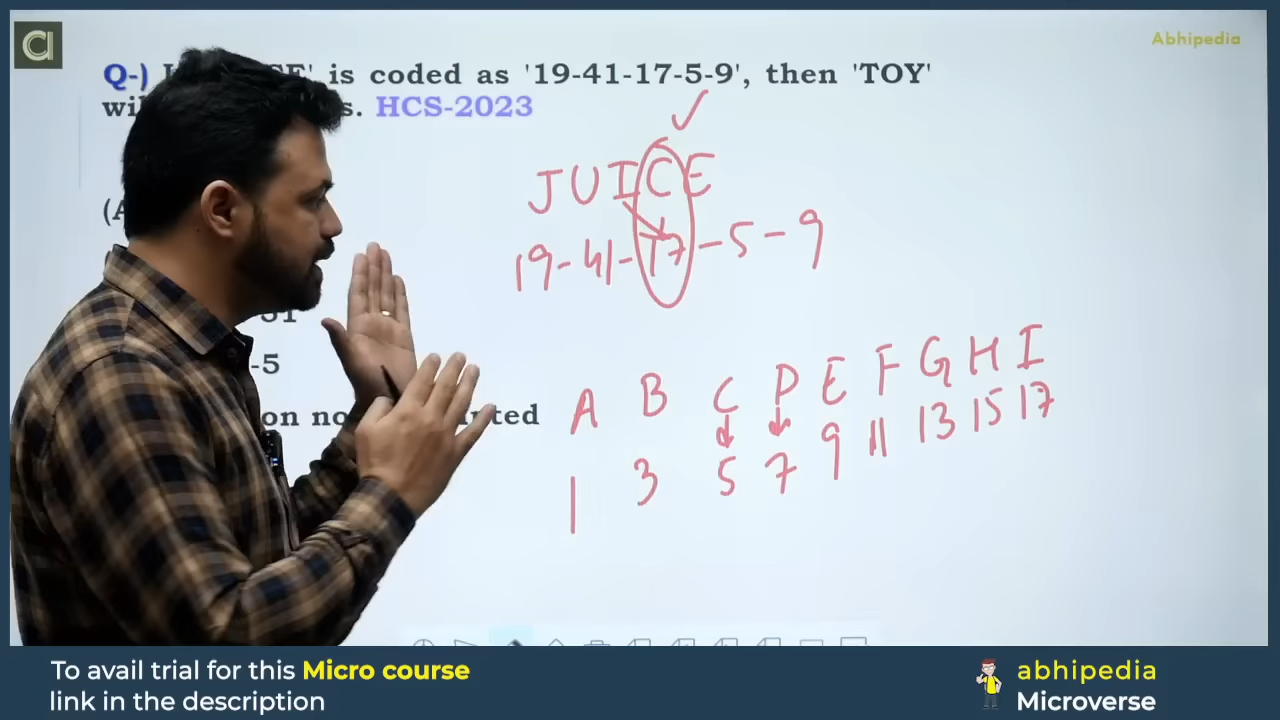 Abhipedia
Q-) is coded as '19-41-17-5-9', then 'TOY'
HCS-2023
JUICE
19-41-17-5-9
(A
-5
on no
A B C D E F G H I
1 3 5 7 9 11 13 15 17
To avail trial for this Micro course
link in the description
abhipedia
Microverse